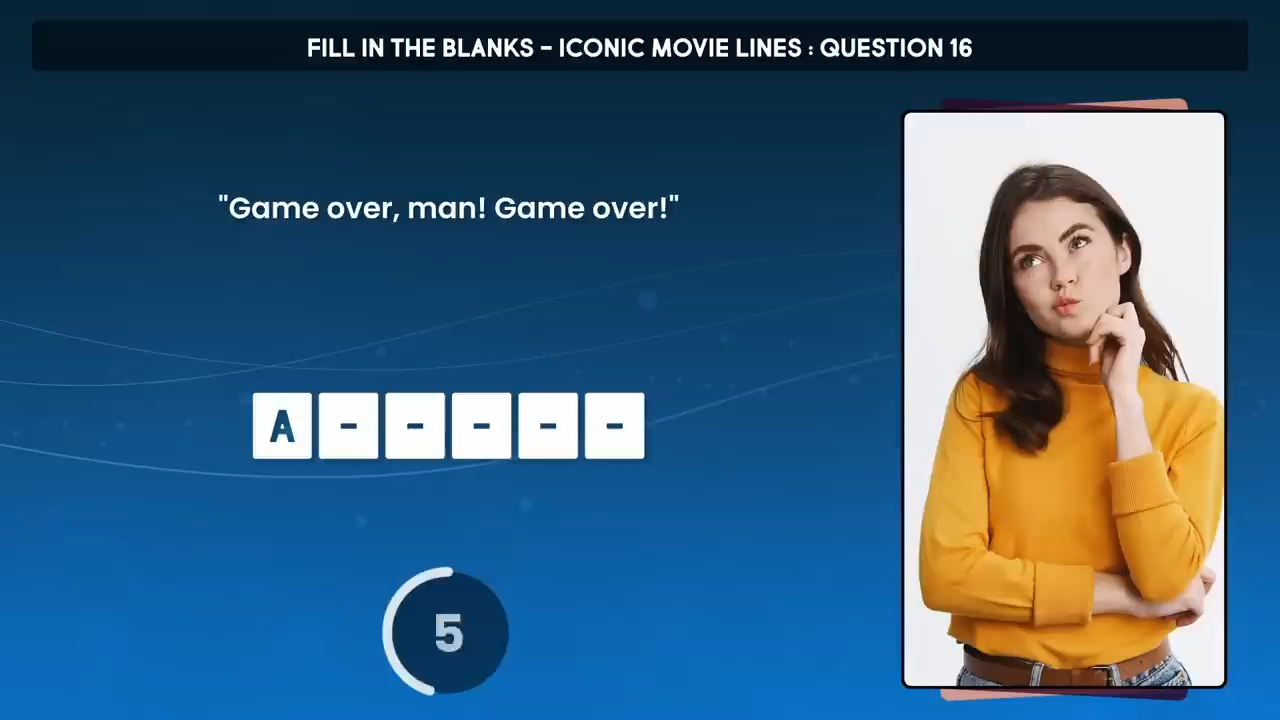 FILL IN THE BLANKS - ICONIC MOVIE LINES : QUESTION 16
"Game over, man! Game over!"
A - - - - -
5